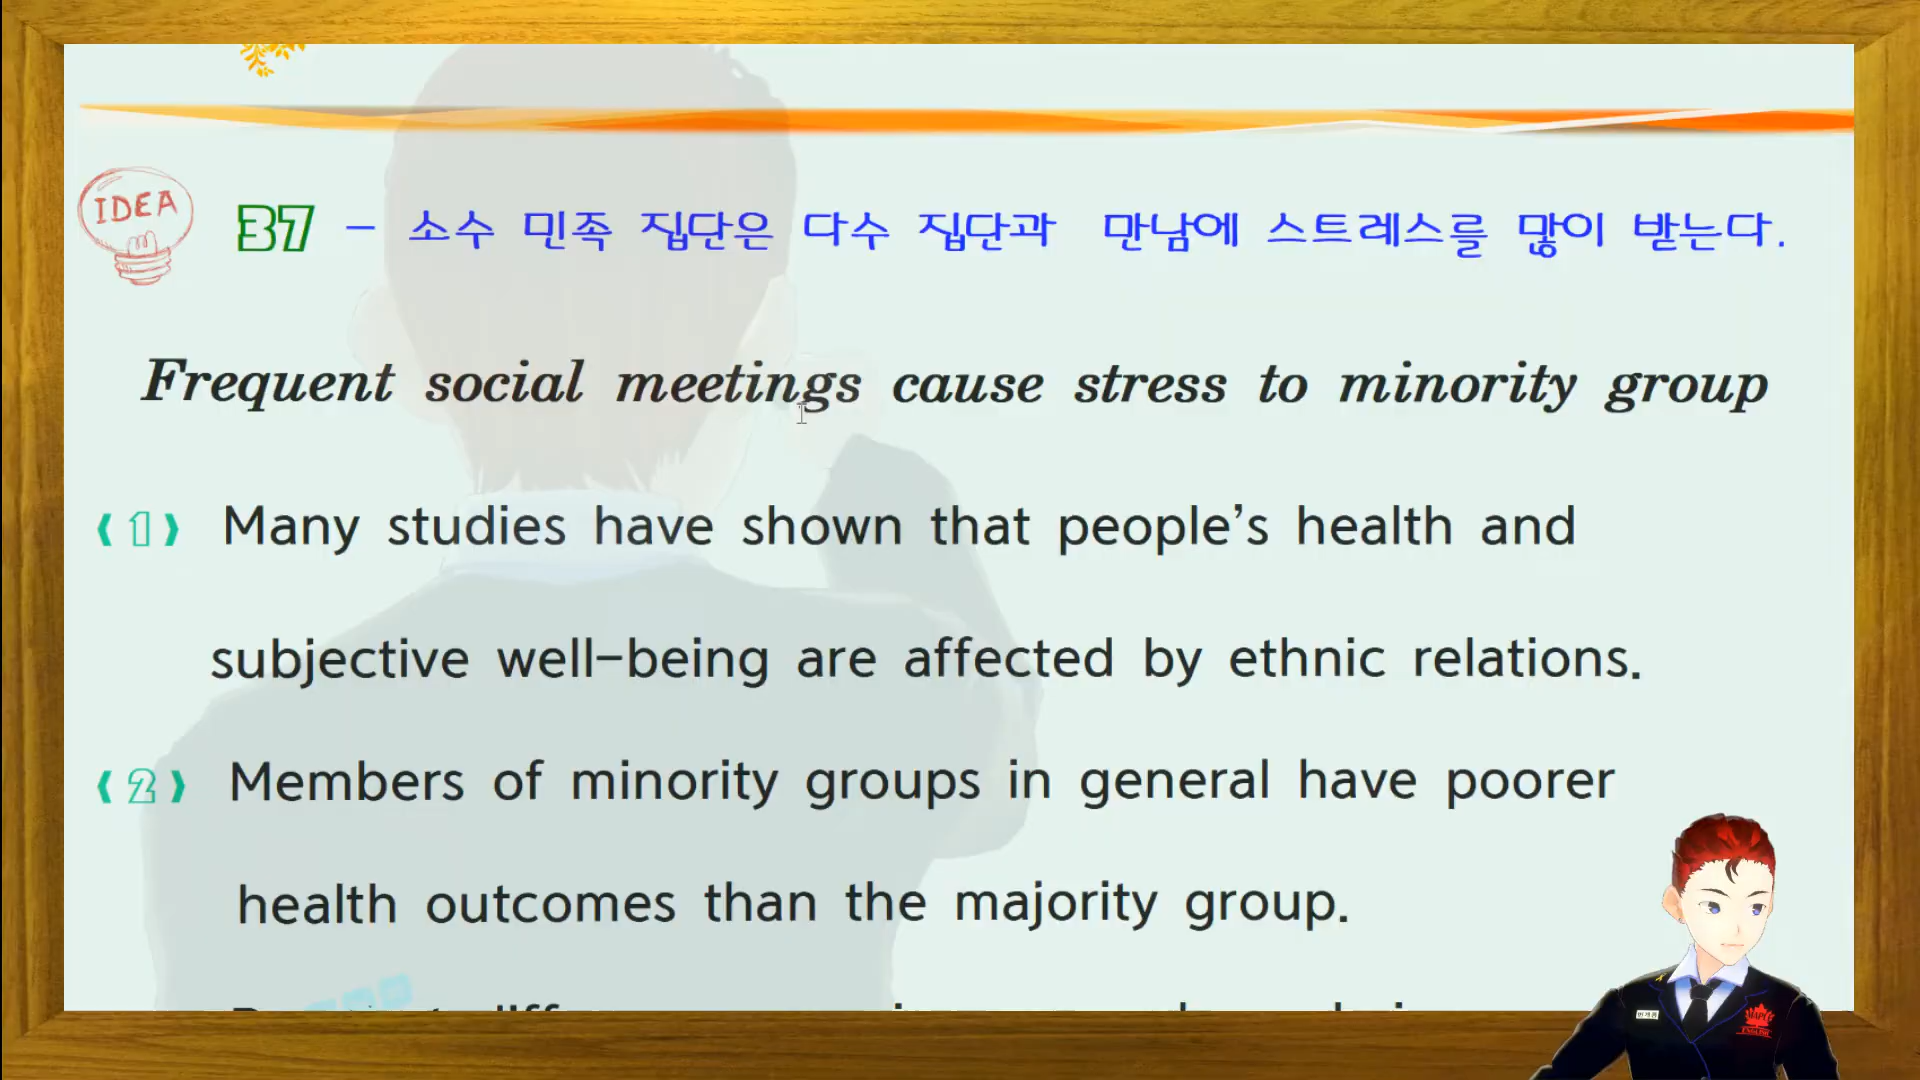 IDEA
37 - 소수 민족 집단은 다수 집단과 만남에 스트레스를 많이 받는다.
Frequent social meetings cause stress to minority group
(1) Many studies have shown that people's health and
subjective well-being are affected by ethnic relations.
(2) Members of minority groups in general have poorer
health outcomes than the majority group.
MAPLE